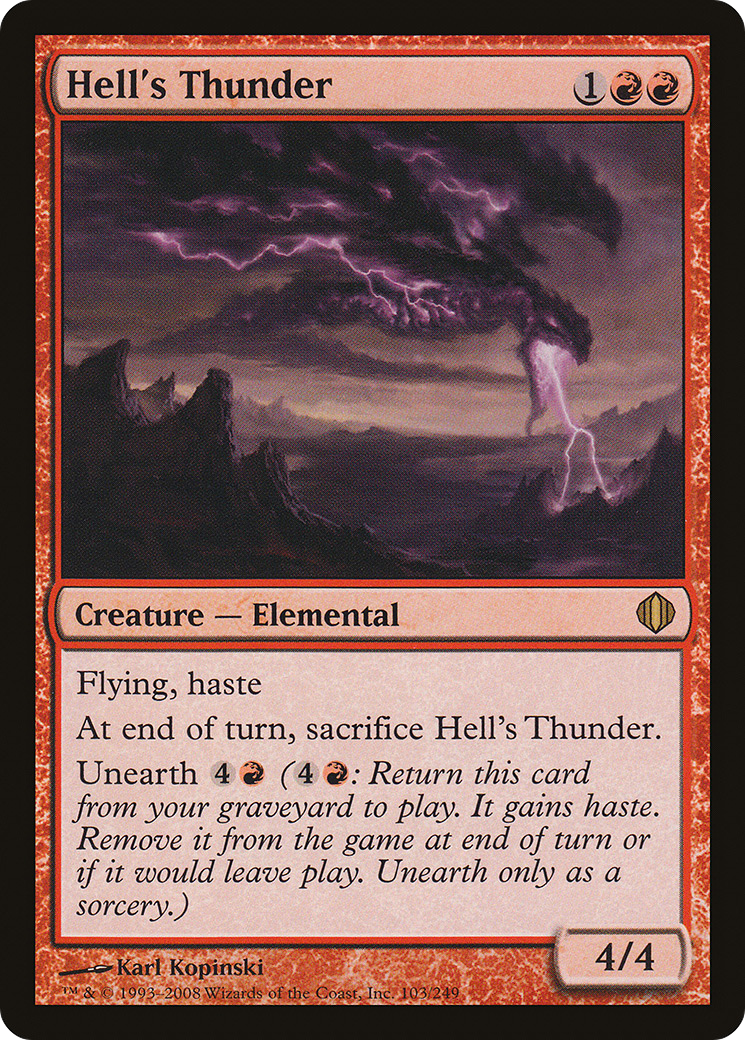 Hell's Thunder 1
Creature — Elemental
Flying, haste
At end of turn, sacrifice Hell's Thunder.
Unearth 4 (4: Return this card
from your graveyard to play. It gains haste.
Remove it from the game at end of turn or
if it would leave play. Unearth only as a
sorcery.)
4/4
Karl Kopinski
™ & © 1993–2008 Wizards of the Coast, Inc. 103/249